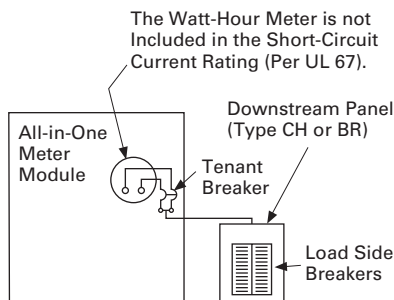 The Watt-Hour Meter is not
Included in the Short-Circuit
Current Rating (Per UL 67).
Downstream Panel
(Type CH or BR)
All-in-One
Meter
Module
Tenant
Breaker
Load Side
Breakers